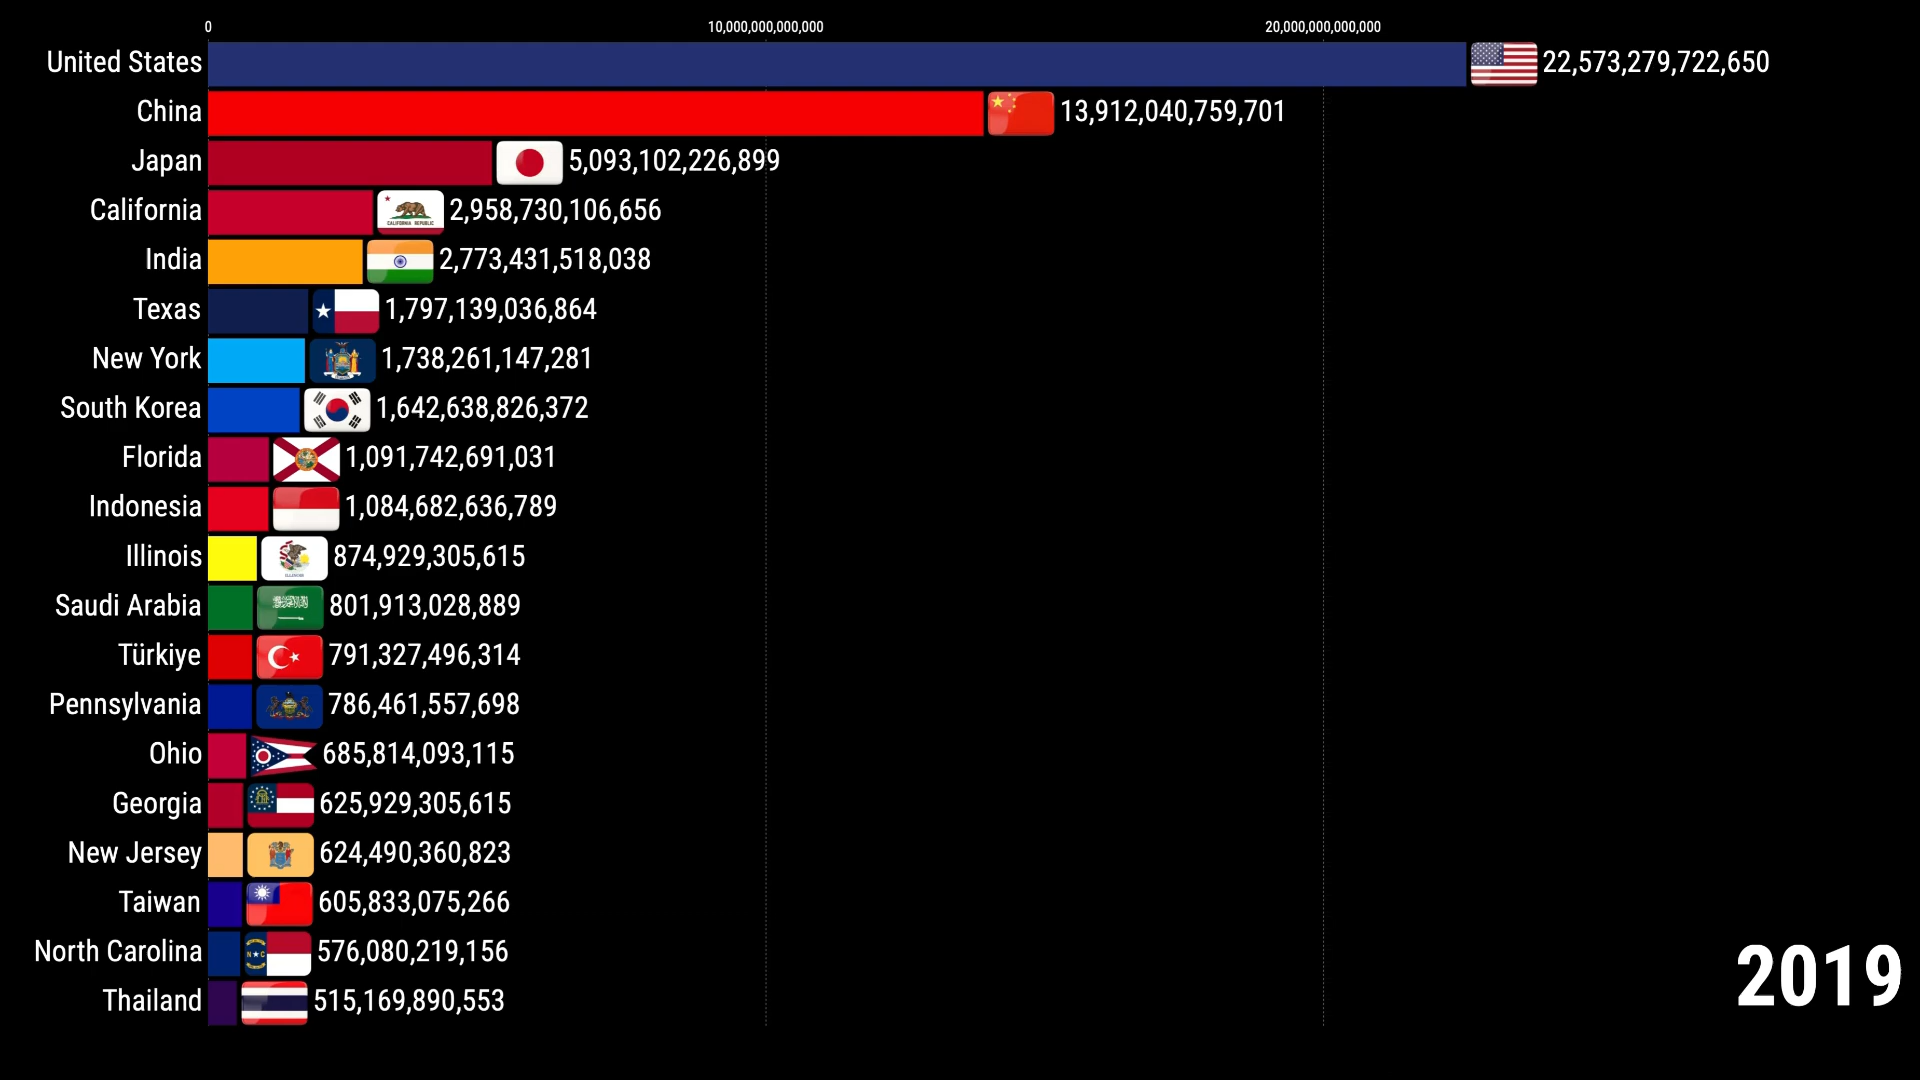 0 10,000,000,000,000 20,000,000,000,000
United States 22,573,279,722,650
China 13,912,040,759,701
Japan 5,093,102,226,899
California CALIFORNIA REPUBLIC 2,958,730,106,656
India 2,773,431,518,038
Texas 1,797,139,036,864
New York 1,738,261,147,281
South Korea 1,642,638,826,372
Florida 1,091,742,691,031
Indonesia 1,084,682,636,789
Illinois ILLINOIS 874,929,305,615
Saudi Arabia 801,913,028,889
Türkiye 791,327,496,314
Pennsylvania 786,461,557,698
Ohio 685,814,093,115
Georgia 625,929,305,615
New Jersey 624,490,360,823
Taiwan 605,833,075,266
North Carolina N C 576,080,219,156
Thailand 515,169,890,553
2019